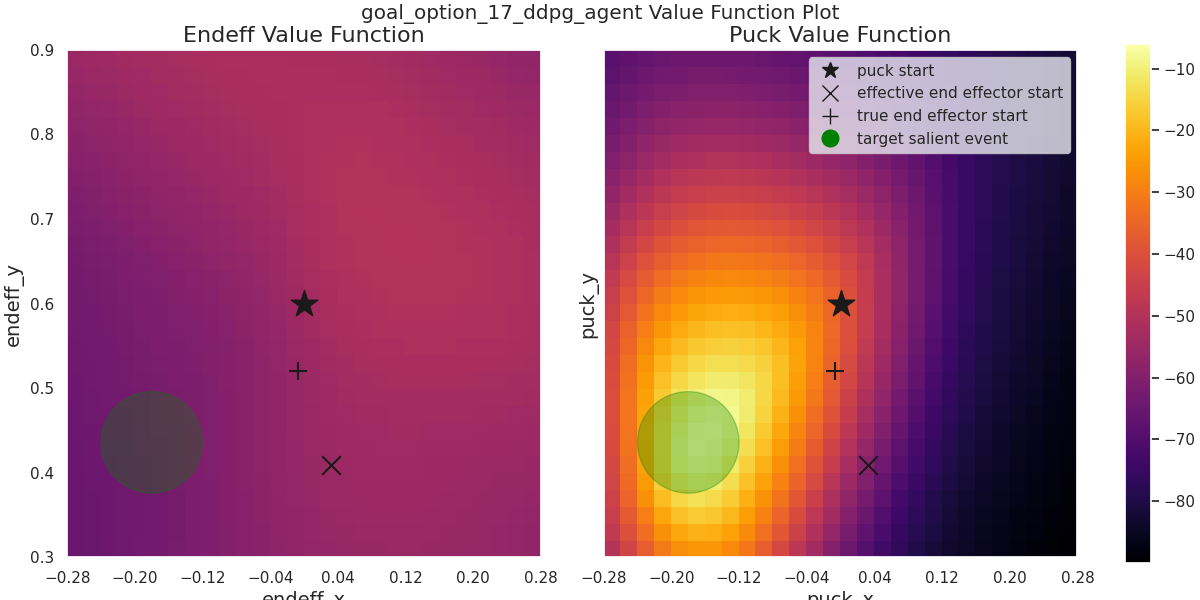 goal_option_17_ddpg_agent Value Function Plot
Endeff Value Function
Puck Value Function
0.9
0.8
0.7
0.6
0.5
0.4
0.3
endeff_y
−0.28 −0.20 −0.12 −0.04 0.04 0.12 0.20 0.28
endeff_x
puck_y
puck start
effective end effector start
true end effector start
target salient event
−0.28 −0.20 −0.12 −0.04 0.04 0.12 0.20 0.28
puck_x
−10
−20
−30
−40
−50
−60
−70
−80